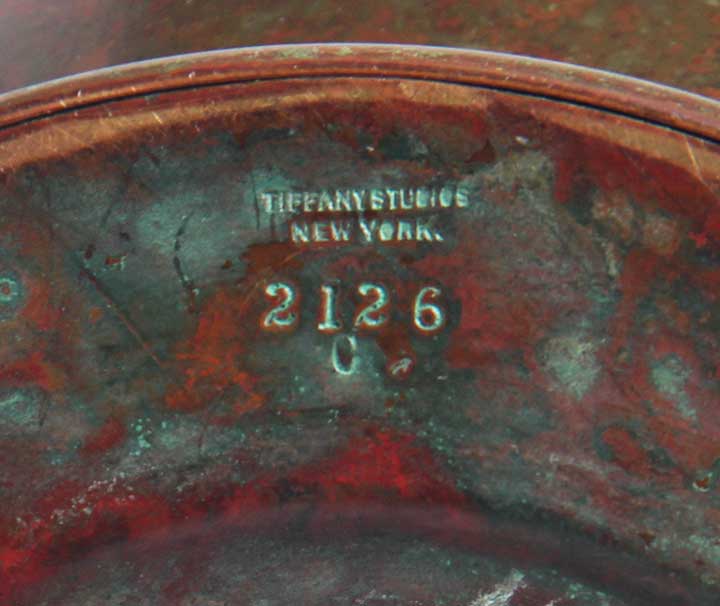 TIFFANY STUDIOS
NEW YORK.
2126
C